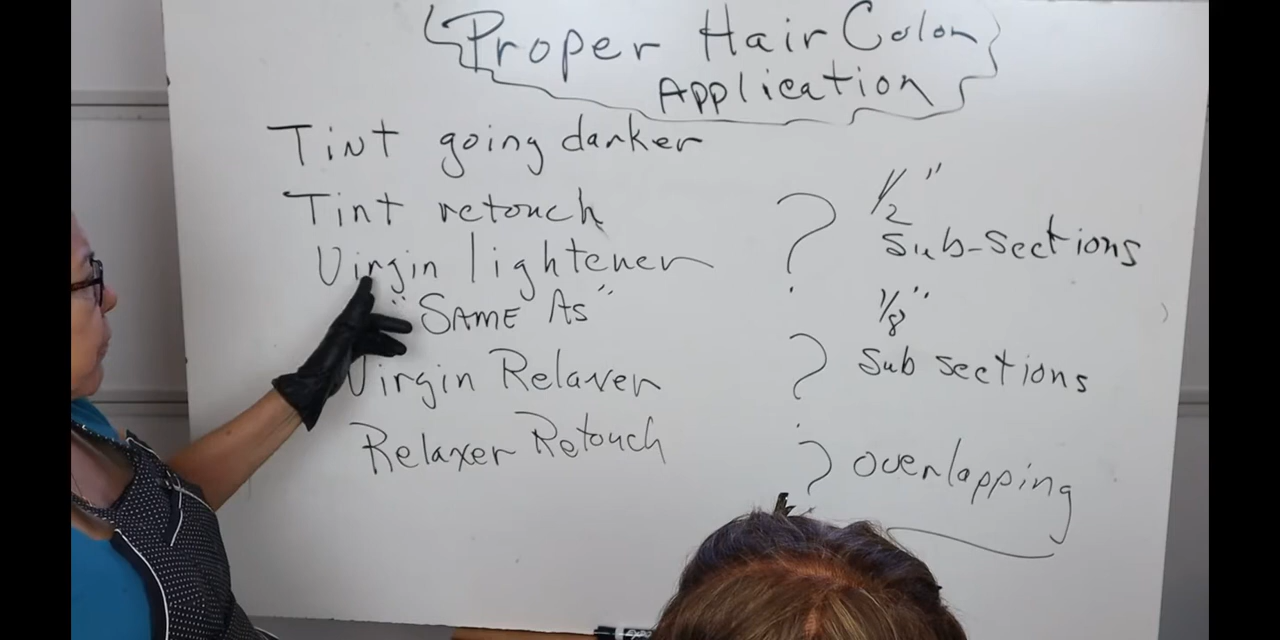 Proper Hair Color
Application
Tint going darker
Tint retouch
Virgin lightener
"SAME As"
Virgin Relaxer
Relaxer Retouch
? 1/2"
Sub-Sections
1/8"
? Sub sections
? overlapping